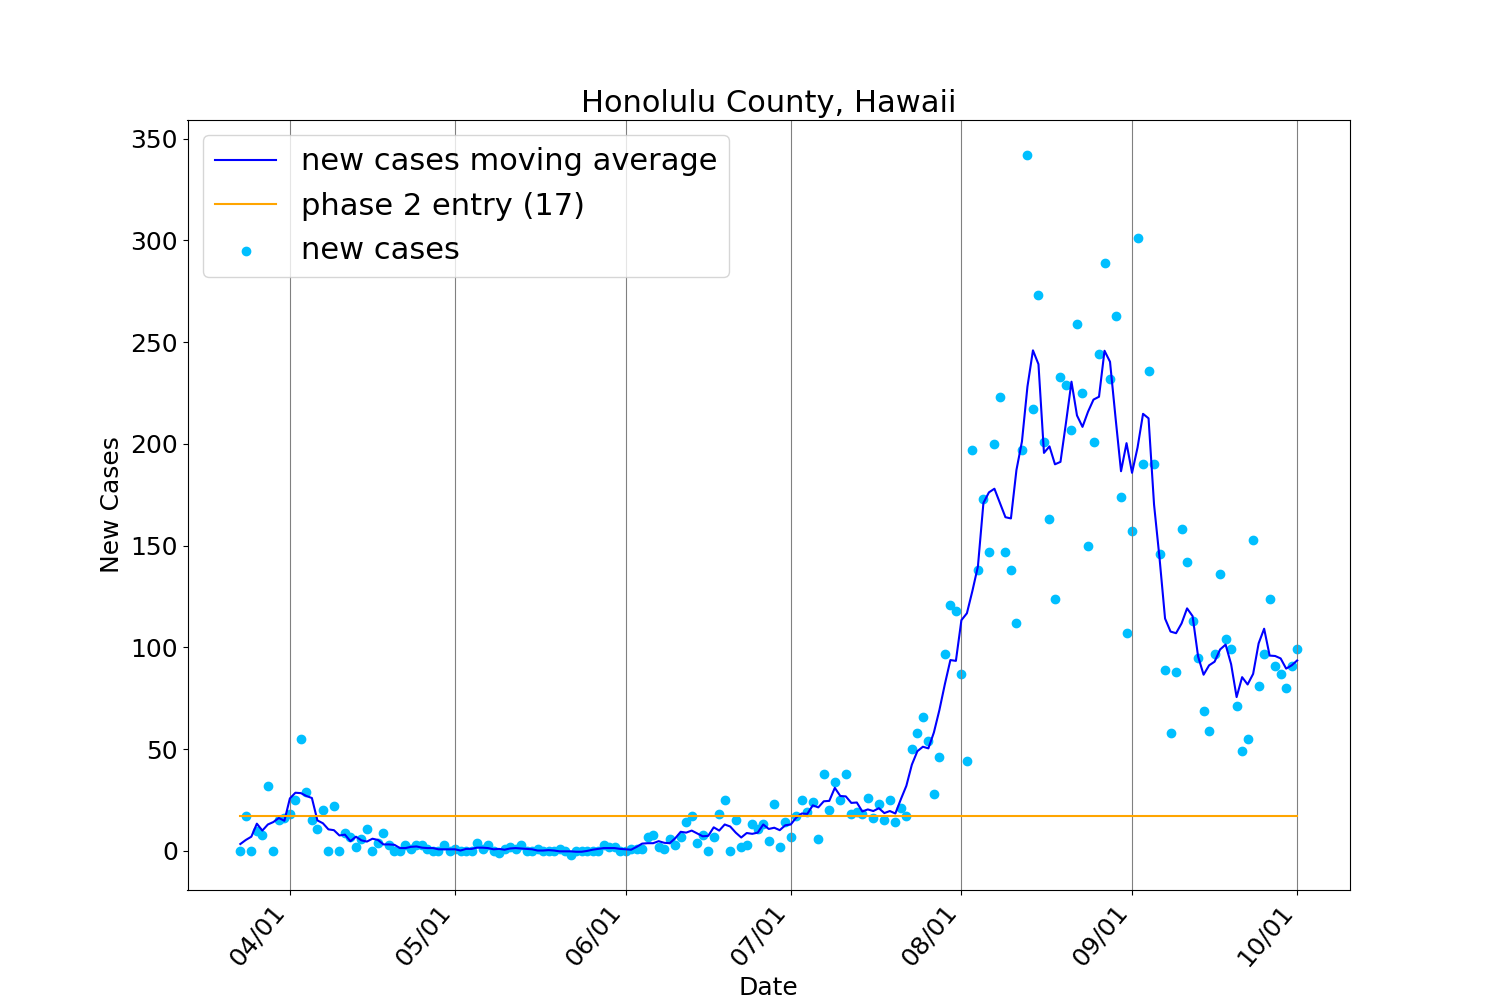 Honolulu County, Hawaii
new cases moving average
phase 2 entry (17)
new cases
350
300
250
200
150
100
50
0
New Cases
04/01
05/01
06/01
07/01
08/01
09/01
10/01
Date